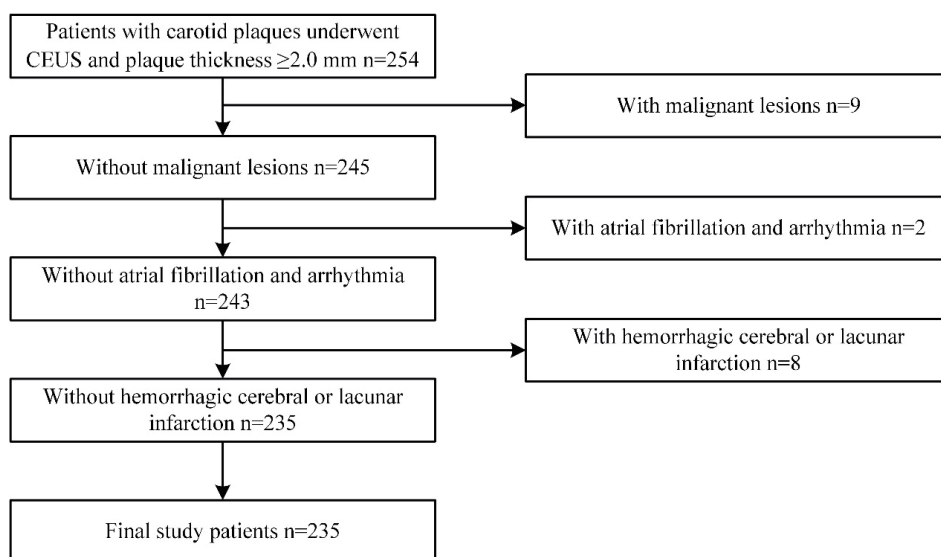 Patients with carotid plaques underwent
CEUS and plaque thickness ≥2.0 mm n=254
With malignant lesions n=9
Without malignant lesions n=245
With atrial fibrillation and arrhythmia n=2
Without atrial fibrillation and arrhythmia
n=243
With hemorrhagic cerebral or lacunar
infarction n=8
Without hemorrhagic cerebral or lacunar
infarction n=235
Final study patients n=235